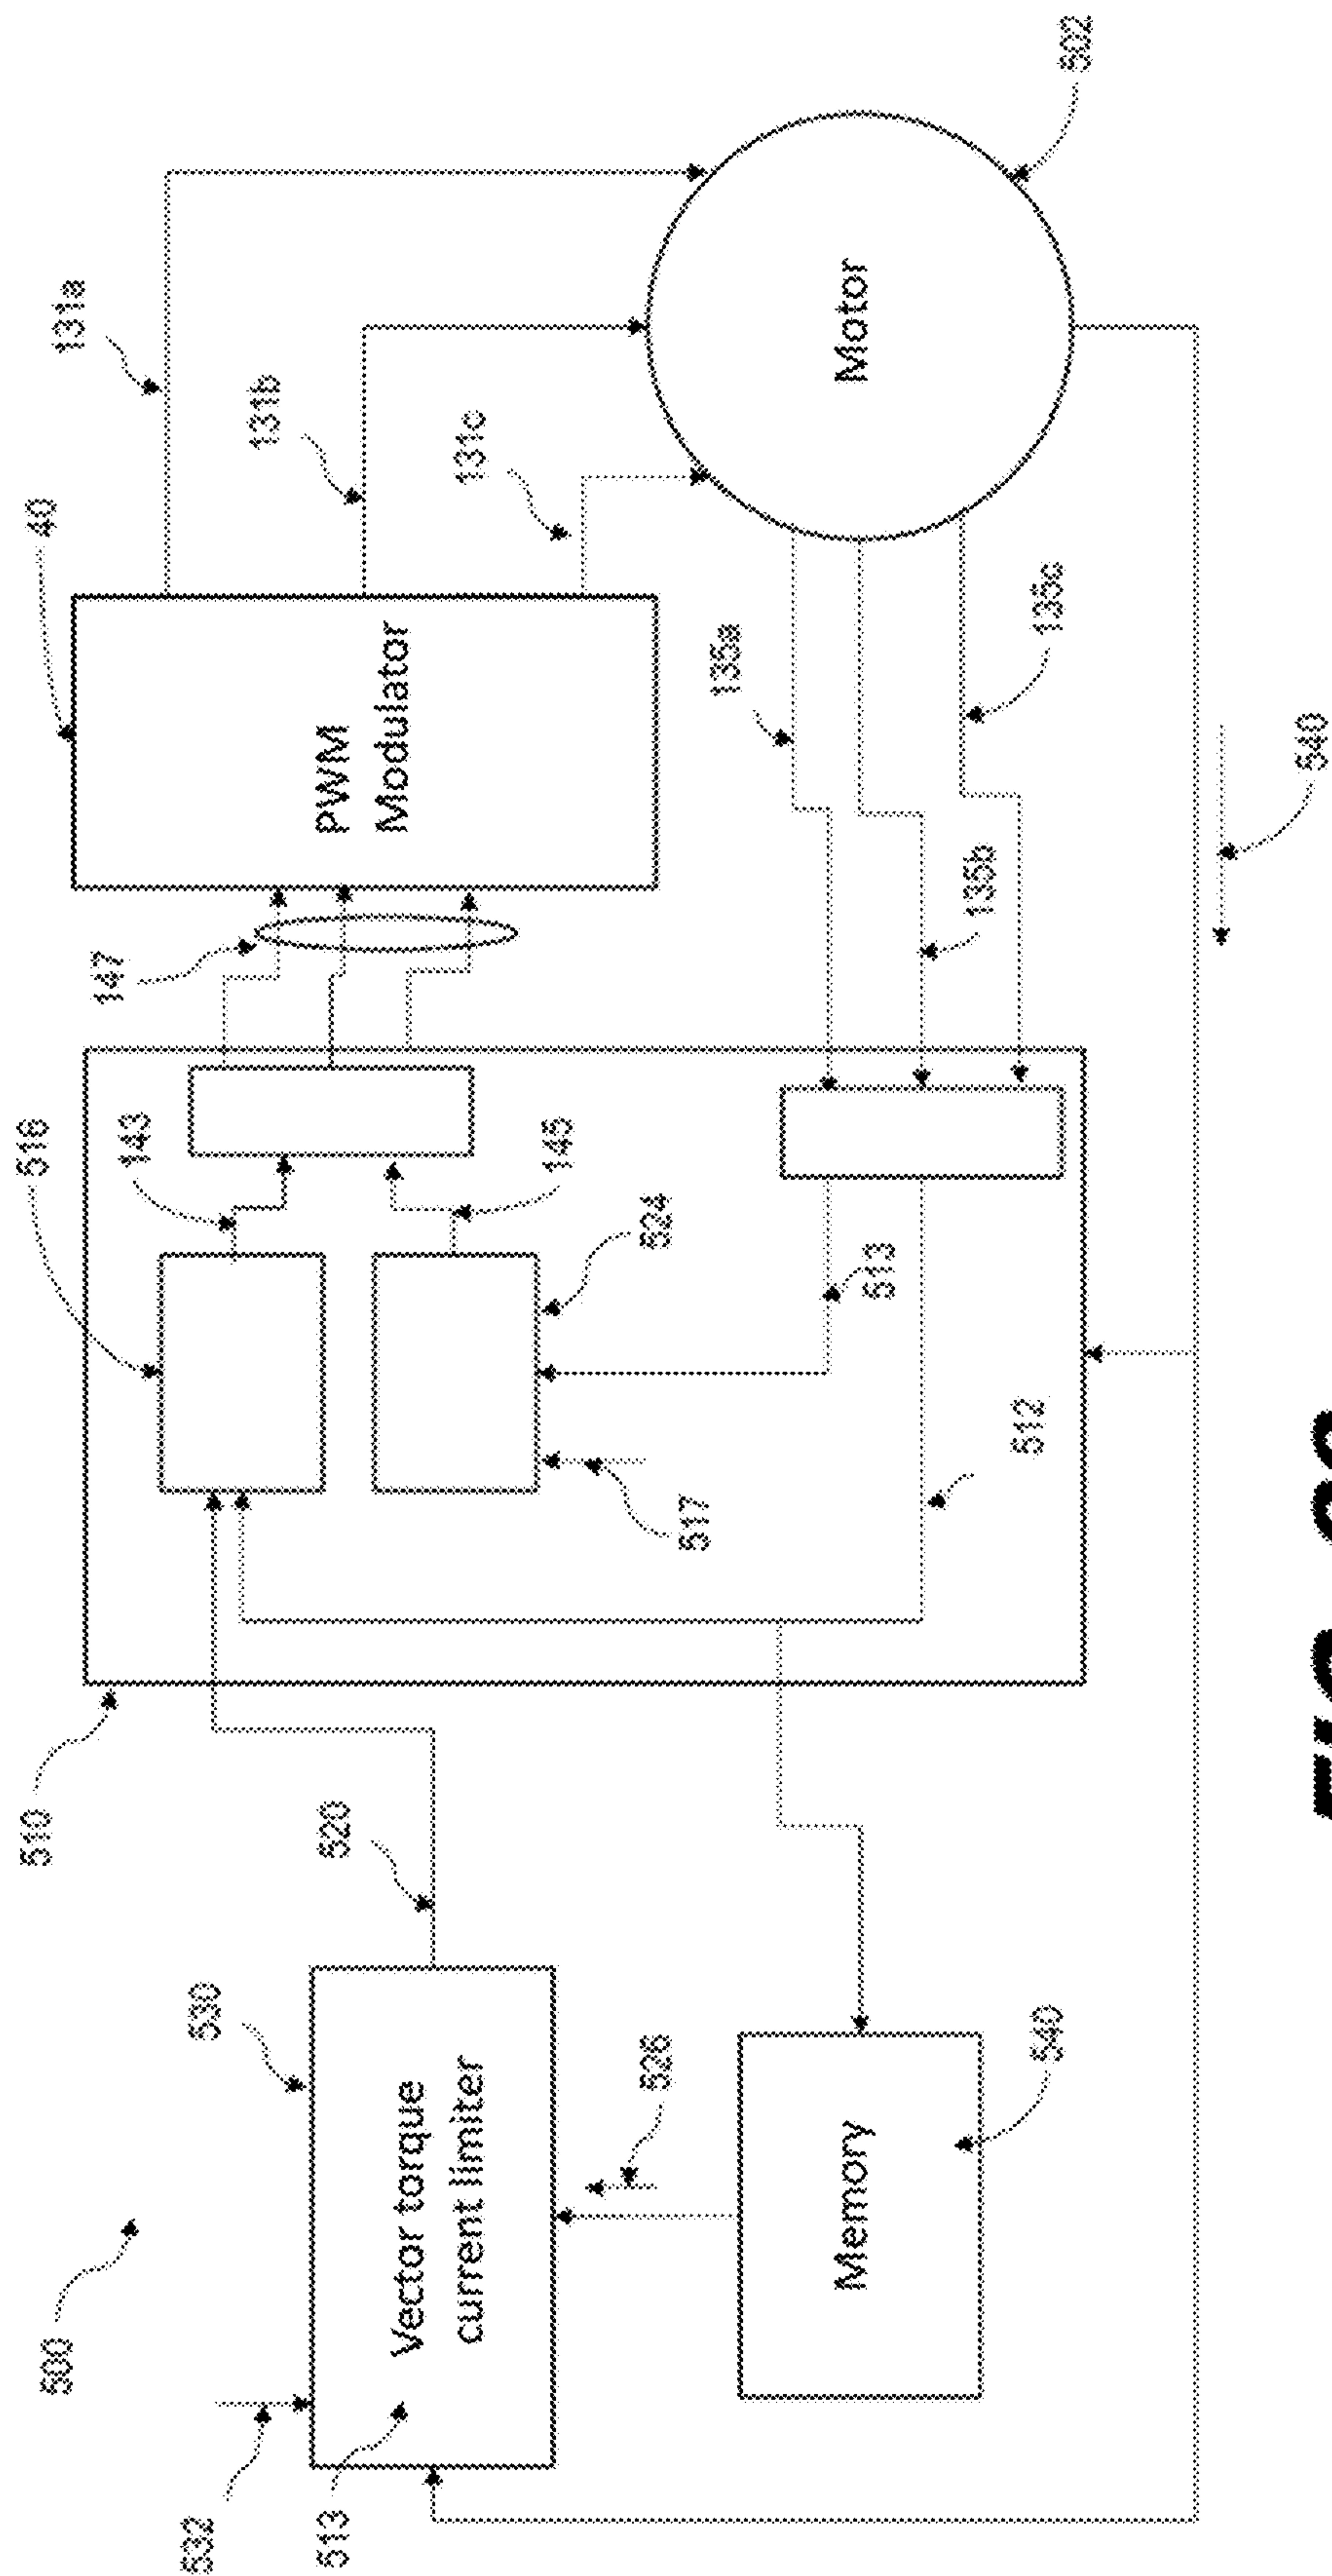 500
532
513
530
Vector torque
current limiter
520
526
Memory
540
510
516
143
145
524
517
513
512
147
40
PWM
Modulator
131a
131b
131c
135a
135b
135c
Motor
502
540